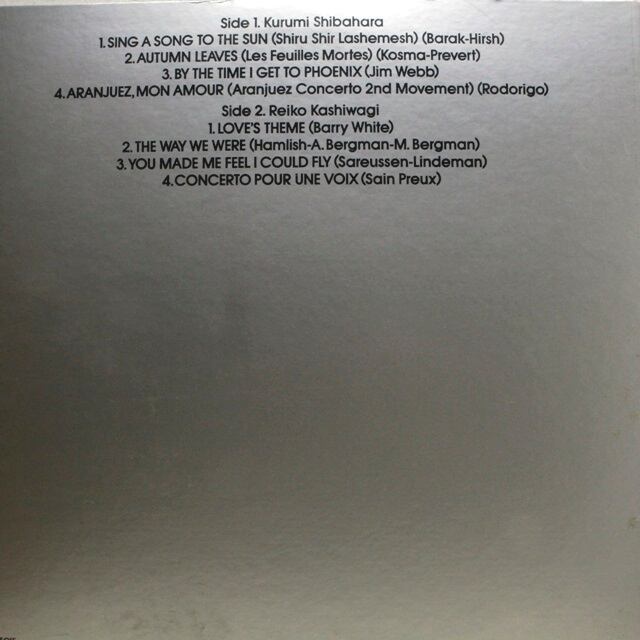 Side 1. Kurumi Shibahara
1. SING A SONG TO THE SUN (Shiru Shir Lashemesh) (Barak-Hirsh)
2. AUTUMN LEAVES (Les Feuilles Mortes) (Kosma-Prevert)
3. BY THE TIME I GET TO PHOENIX (Jim Webb)
4. ARANJUEZ, MON AMOUR (Aranjuez Concerto 2nd Movement) (Rodorigo)
Side 2. Reiko Kashiwagi
1. LOVE'S THEME (Barry White)
2. THE WAY WE WERE (Hamlish-A. Bergman-M. Bergman)
3. YOU MADE ME FEEL I COULD FLY (Sareussen-Lindeman)
4. CONCERTO POUR UNE VOIX (Sain Preux)